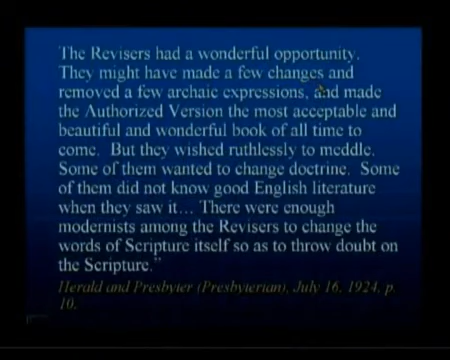 The Revisers had a wonderful opportunity.
They might have made a few changes and
removed a few archaic expressions, and made
the Authorized Version the most acceptable and
beautiful and wonderful book of all time to
come. But they wished ruthlessly to meddle.
Some of them wanted to change doctrine. Some
of them did not know good English literature
when they saw it... There were enough
modernists among the Revisers to change the
words of Scripture itself so as to throw doubt on
the Scripture."
Herald and Presbyter (Presbyterian), July 16, 1924, p.
10.